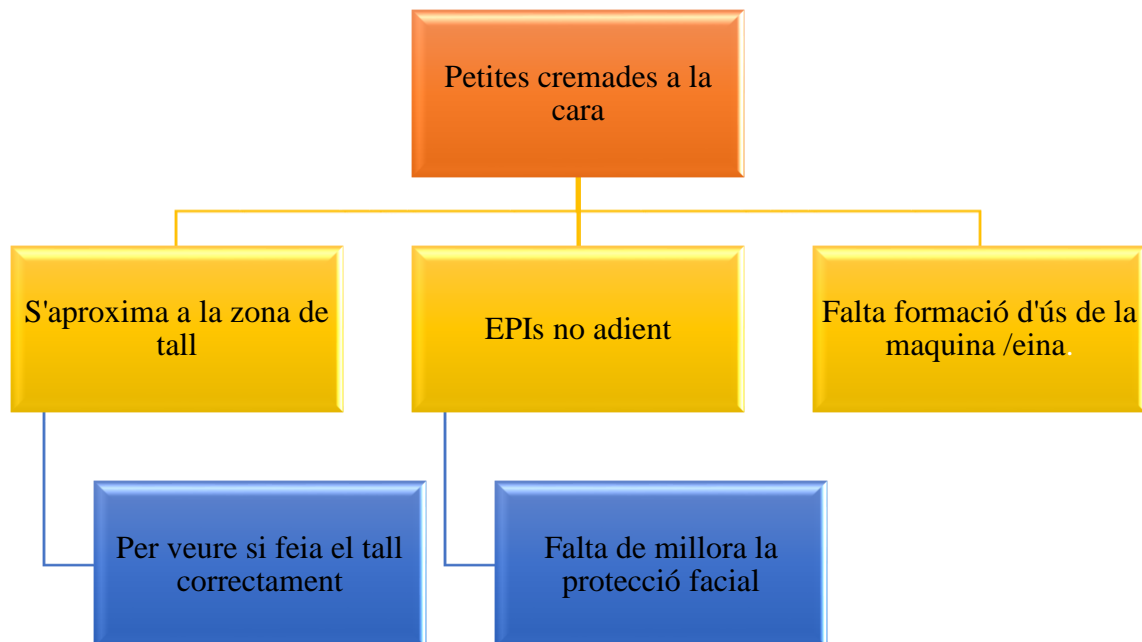 Petites cremades a la
cara
S'aproxima a la zona de
tall
EPIs no adient
Falta formació d'ús de la
maquina /eina.
Per veure si feia el tall
correctament
Falta de millora la
protecció facial